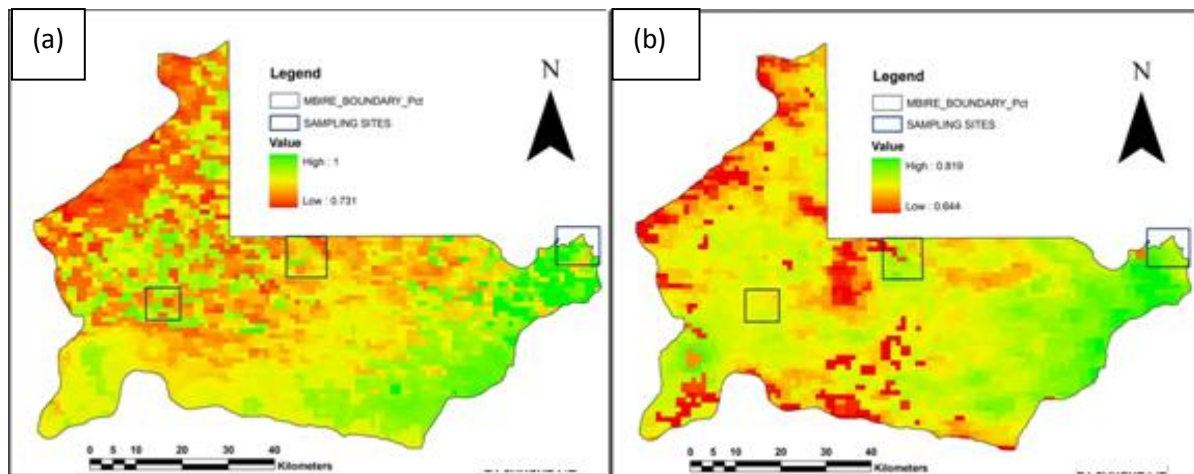 (a)
N
Legend
MBIRE_BOUNDARY_Pct
SAMPLING SITES
Value
High : 1
Low : 0.731
0 5 10 20 30 40
Kilometers
(b)
N
Legend
MBIRE_BOUNDARY_Pct
SAMPLING SITES
Value
High : 0.819
Low : 0.644
0 5 10 20 30 40
Kilometers